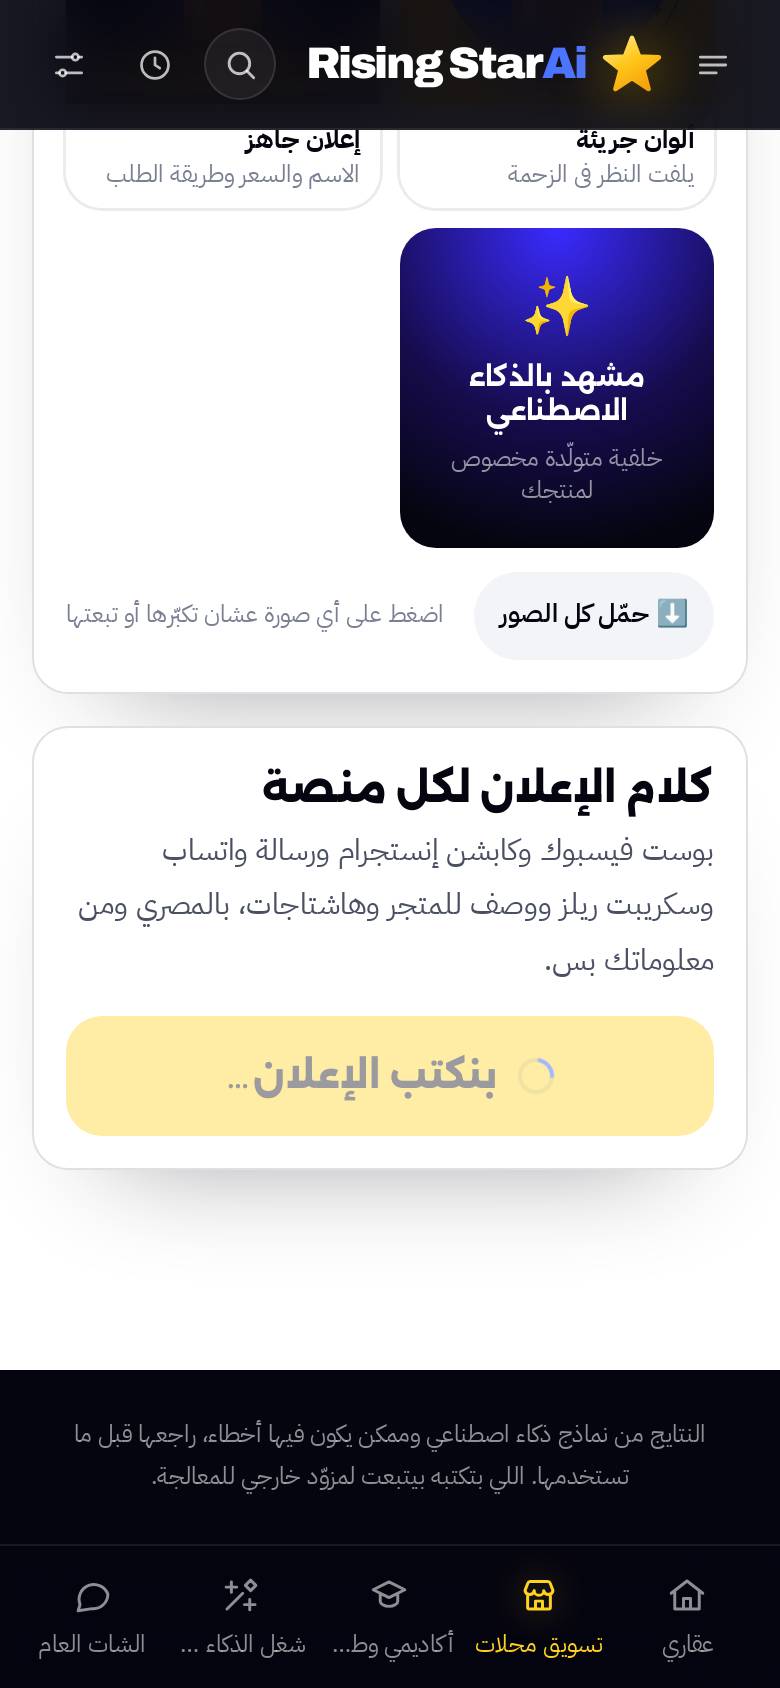 Rising StarAi
ألوان جريئة
يلفت النظر في الزحمة
إعلان جاهز
الاسم والسعر وطريقة الطلب
مشهد بالذكاء
الاصطناعي
خلفية متولّدة مخصوص
لمنتجك
حمّل كل الصور
اضغط على أي صورة عشان تكبّرها أو تبعتها
كلام الإعلان لكل منصة
بوست فيسبوك وكابشن إنستجرام ورسالة واتساب
وسكريبت ريلز ووصف للمتجر وهاشتاجات، بالمصري ومن
معلوماتك بس.
بنكتب الإعلان...
النتايج من نماذج ذكاء اصطناعي وممكن يكون فيها أخطاء، راجعها قبل ما
تستخدمها. اللي بتكتبه بيتبعت لمزوّد خارجي للمعالجة.
عقاري
تسويق محلات
أكاديمي وط...
شغل الذكاء ...
الشات العام